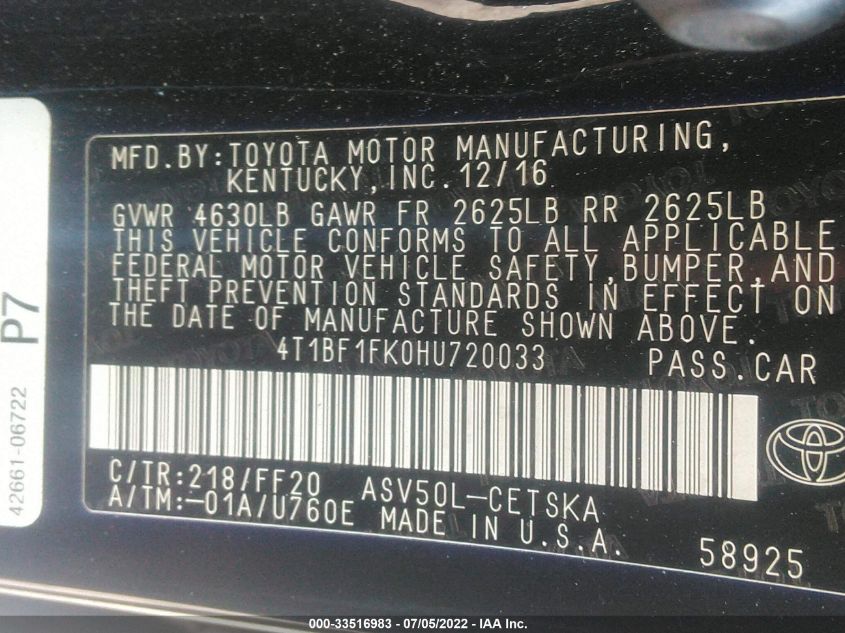 MFD.BY:TOYOTA MOTOR MANUFACTURING,
KENTUCKY,INC.12/16
GVWR 4630LB GAWR FR 2625LB RR 2625LB
THIS VEHICLE CONFORMS TO ALL APPLICABLE
FEDERAL MOTOR VEHICLE SAFETY,BUMPER,AND
THEFT PREVENTION STANDARDS IN EFFECT ON
THE DATE OF MANUFACTURE SHOWN ABOVE.
4T1BF1FK0HU720033 PASS.CAR
C/TR:218/FF20 ASV50L-CETSKA
A/TM:-01A/U760E MADE IN U.S.A.
58925
P7
42661-06722
000-33516983 / 07/05/2022 - IAA Inc.